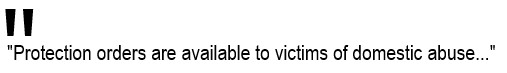 "
"Protection orders are available to victims of domestic abuse..."